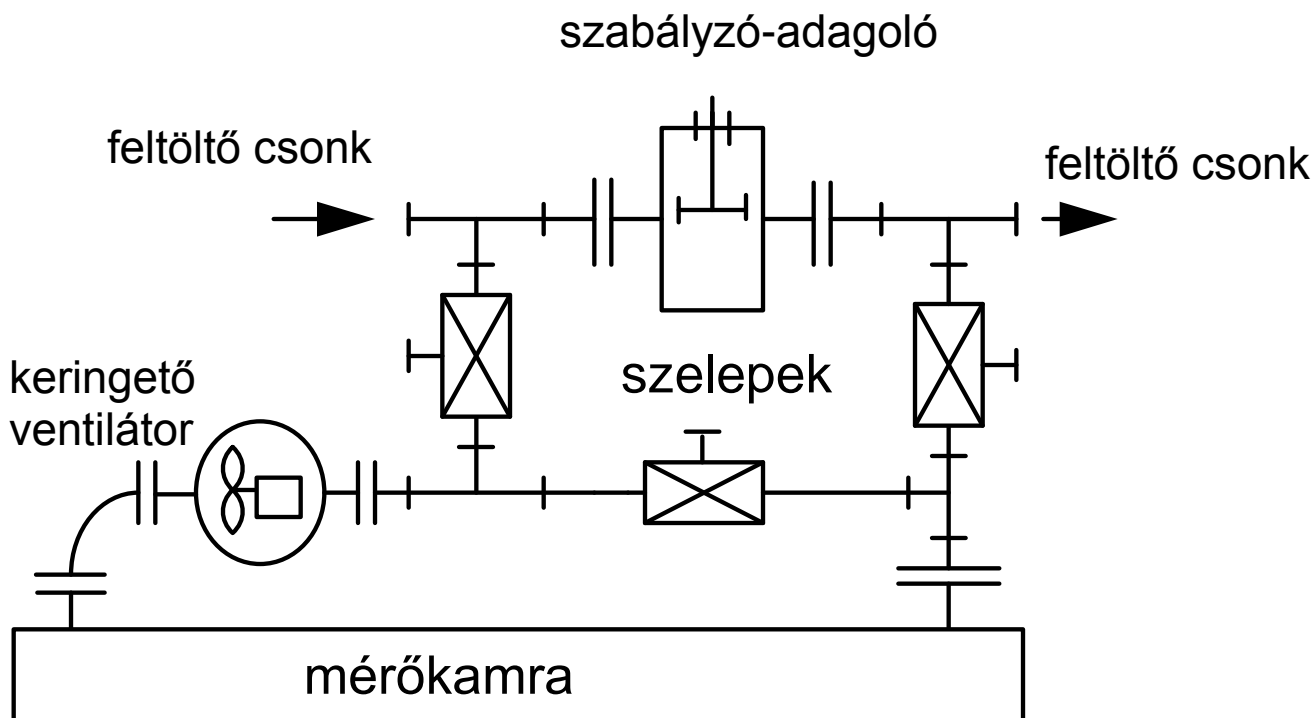 szabályzó-adagoló
feltöltő csonk
feltöltő csonk
szelepek
keringető
ventilátor
mérőkamra